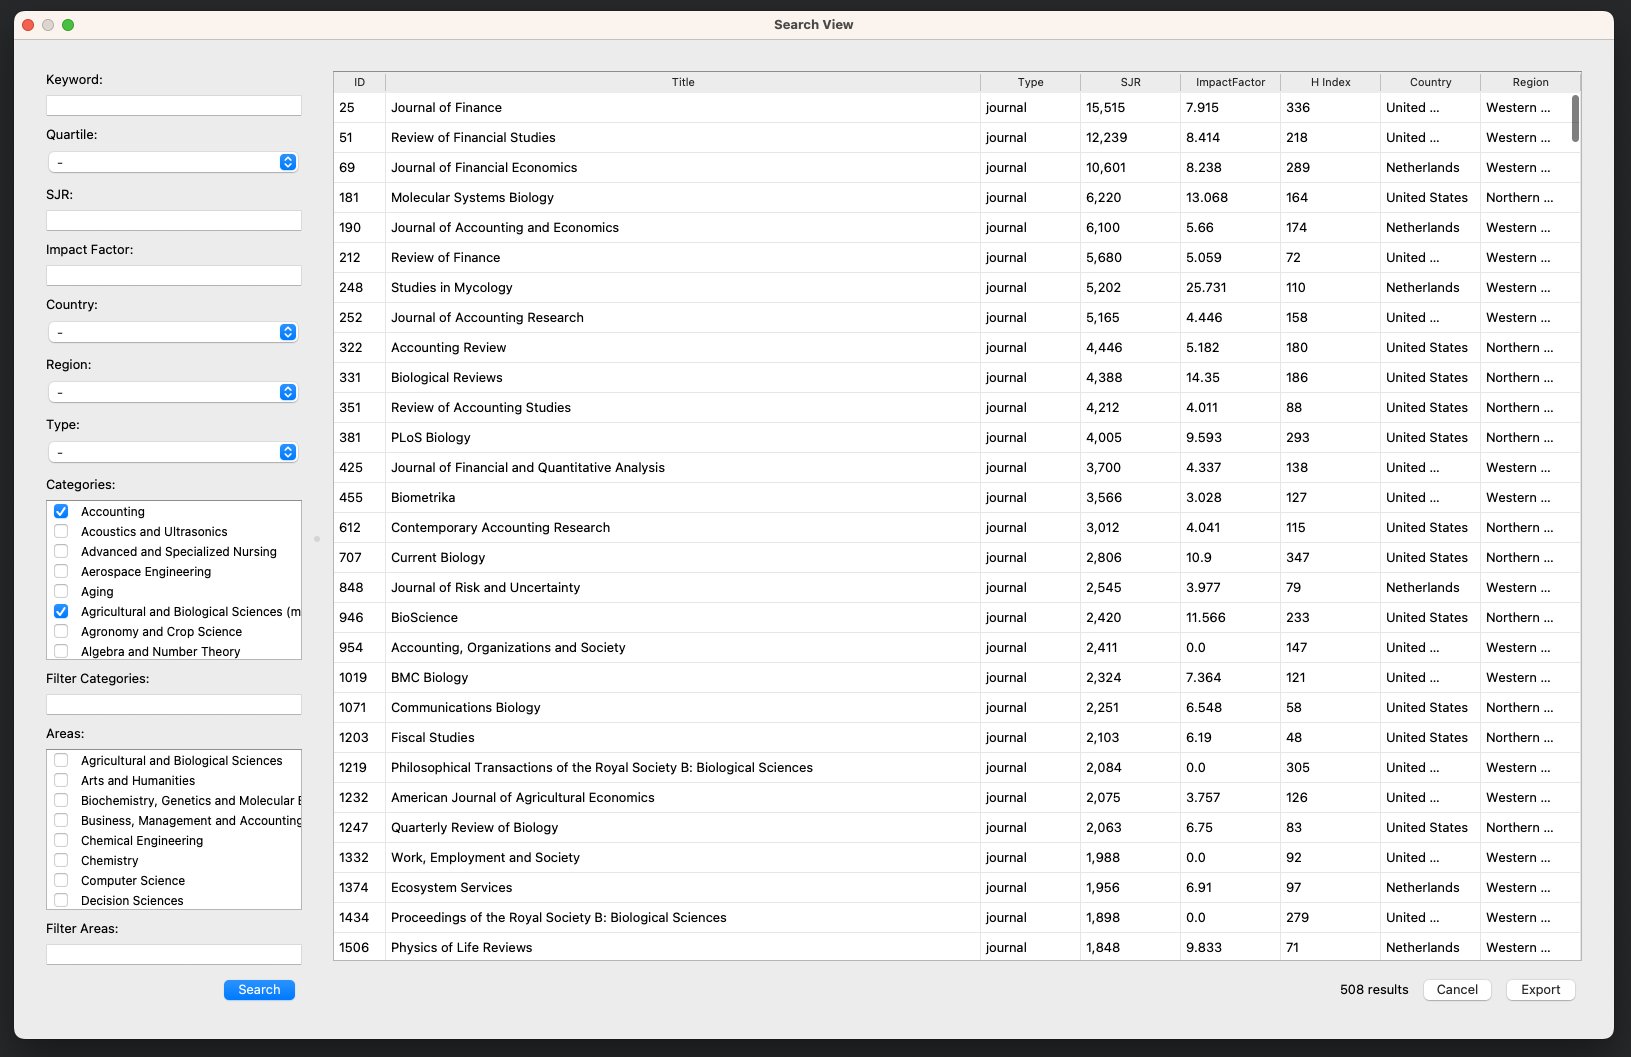 Search View
Keyword:
Quartile:
-
SJR:
Impact Factor:
Country:
-
Region:
-
Type:
-
Categories:
Accounting
Acoustics and Ultrasonics
Advanced and Specialized Nursing
Aerospace Engineering
Aging
Agricultural and Biological Sciences (m
Agronomy and Crop Science
Algebra and Number Theory
Filter Categories:
Areas:
Agricultural and Biological Sciences
Arts and Humanities
Biochemistry, Genetics and Molecular B
Business, Management and Accounting
Chemical Engineering
Chemistry
Computer Science
Decision Sciences
Filter Areas:
Search
ID Title Type SJR ImpactFactor H Index Country Region
25 Journal of Finance journal 15,515 7.915 336 United ... Western ...
51 Review of Financial Studies journal 12,239 8.414 218 United ... Western ...
69 Journal of Financial Economics journal 10,601 8.238 289 Netherlands Western ...
181 Molecular Systems Biology journal 6,220 13.068 164 United States Northern ...
190 Journal of Accounting and Economics journal 6,100 5.66 174 Netherlands Western ...
212 Review of Finance journal 5,680 5.059 72 United ... Western ...
248 Studies in Mycology journal 5,202 25.731 110 Netherlands Western ...
252 Journal of Accounting Research journal 5,165 4.446 158 United ... Western ...
322 Accounting Review journal 4,446 5.182 180 United States Northern ...
331 Biological Reviews journal 4,388 14.35 186 United States Northern ...
351 Review of Accounting Studies journal 4,212 4.011 88 United States Northern ...
381 PLoS Biology journal 4,005 9.593 293 United States Northern ...
425 Journal of Financial and Quantitative Analysis journal 3,700 4.337 138 United ... Western ...
455 Biometrika journal 3,566 3.028 127 United ... Western ...
612 Contemporary Accounting Research journal 3,012 4.041 115 United States Northern ...
707 Current Biology journal 2,806 10.9 347 United States Northern ...
848 Journal of Risk and Uncertainty journal 2,545 3.977 79 Netherlands Western ...
946 BioScience journal 2,420 11.566 233 United States Northern ...
954 Accounting, Organizations and Society journal 2,411 0.0 147 United ... Western ...
1019 BMC Biology journal 2,324 7.364 121 United ... Western ...
1071 Communications Biology journal 2,251 6.548 58 United States Northern ...
1203 Fiscal Studies journal 2,103 6.19 48 United States Northern ...
1219 Philosophical Transactions of the Royal Society B: Biological Sciences journal 2,084 0.0 305 United ... Western ...
1232 American Journal of Agricultural Economics journal 2,075 3.757 126 United ... Western ...
1247 Quarterly Review of Biology journal 2,063 6.75 83 United States Northern ...
1332 Work, Employment and Society journal 1,988 0.0 92 United ... Western ...
1374 Ecosystem Services journal 1,956 6.91 97 Netherlands Western ...
1434 Proceedings of the Royal Society B: Biological Sciences journal 1,898 0.0 279 United ... Western ...
1506 Physics of Life Reviews journal 1,848 9.833 71 Netherlands Western ...
508 results Cancel Export